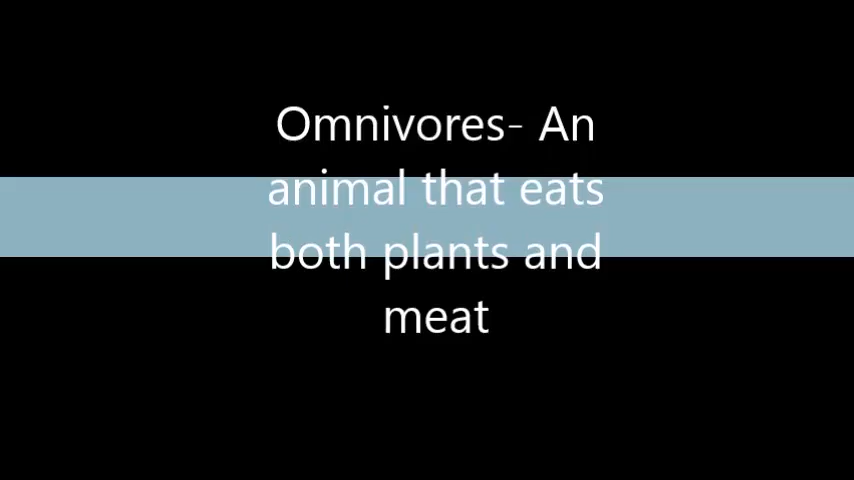 Omnivores- An
animal that eats
both plants and
meat